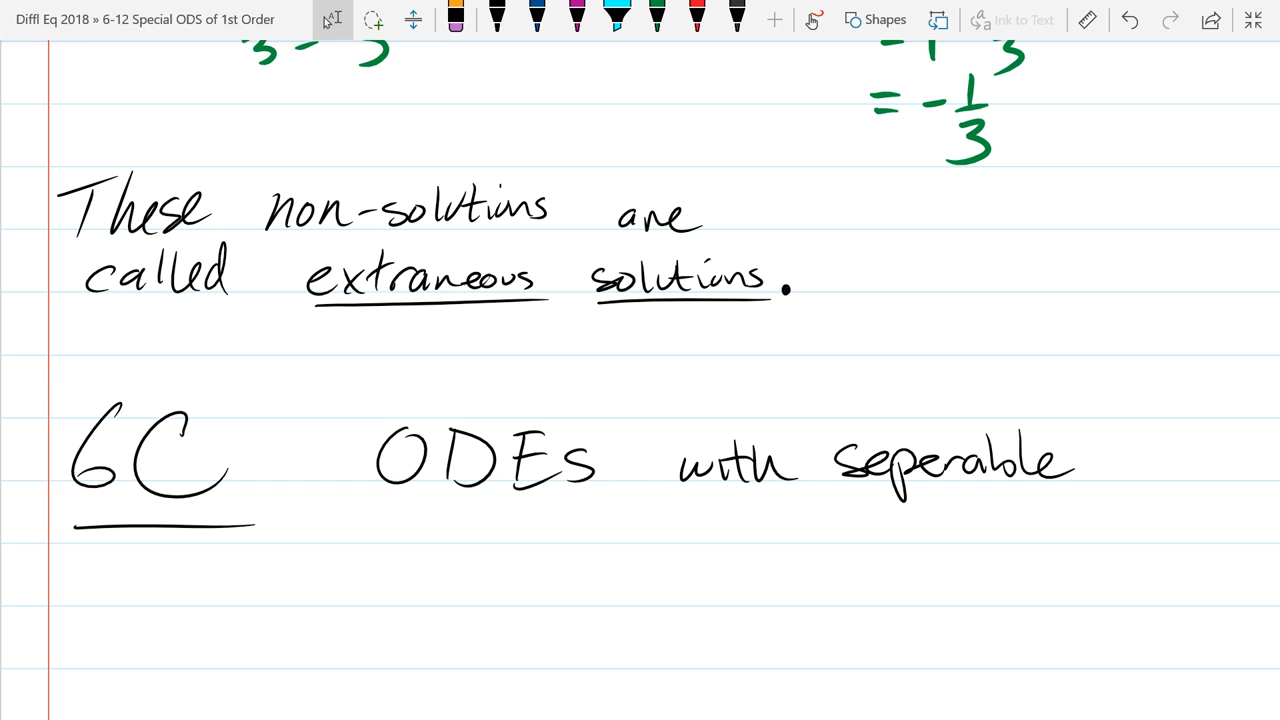 Diffl Eq 2018 » 6-12 Special ODS of 1st Order
Shapes
Ink to Text
= - 1/3
These non-solutions are
called extraneous solutions.
6C ODEs with seperable